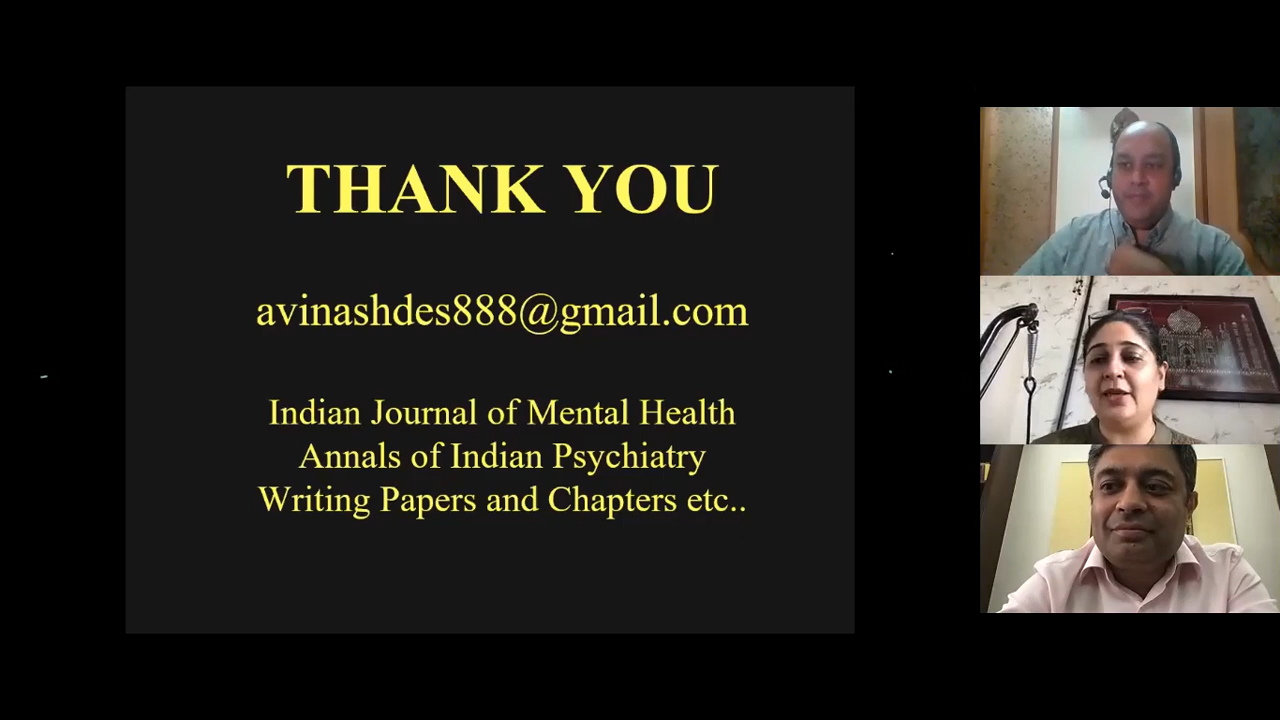 THANK YOU
avinashdes888@gmail.com
Indian Journal of Mental Health
Annals of Indian Psychiatry
Writing Papers and Chapters etc..